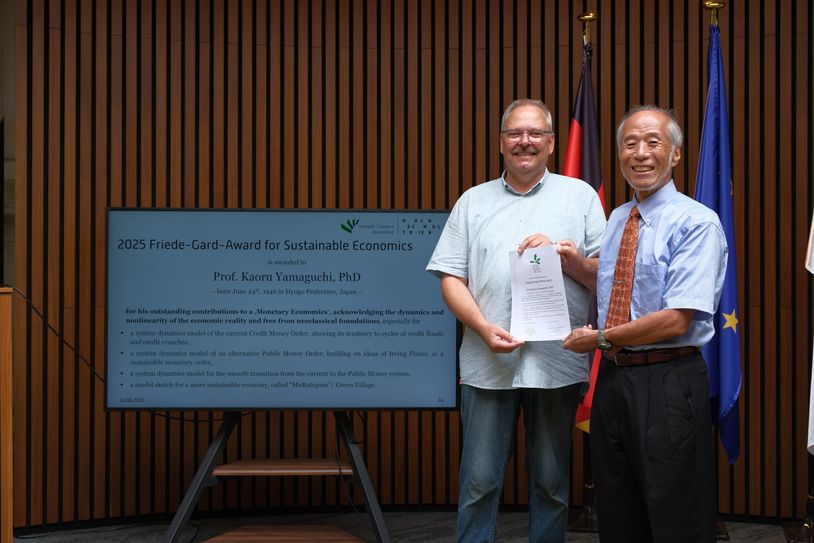 Umwelt-Campus
Birkenfeld
HOCH
SCHUL
TRIER
2025 Friede-Gard-Award for Sustainable Economics
is awarded to
Prof. Kaoru Yamaguchi, PhD
– born June 24th, 1946 in Hyogo Prefecture, Japan –
for his outstanding contributions to a „Monetary Economics‘, acknowledging the dynamics and
nonlinearity of the economic reality and free from neoclassical foundations, especially for
• a system dynamics model of the current Credit Money Order, showing its tendency to cycles of credit floods
and credit crunches,
• a system dynamics model of an alternative Public Money Order, building on ideas of Irving Fisher, as a
sustainable monetary order,
• a system dynamics model for the smooth transition from the current to the Public Money system,
• a model sketch for a more sustainable economy, called "MuRatopian"/ Green Village.
12.08.2025